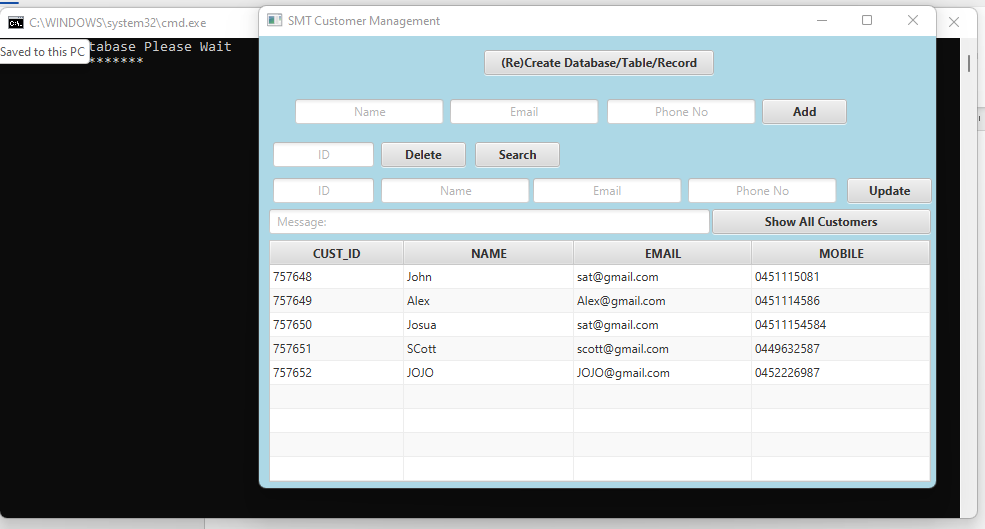 C:\WINDOWS\system32\cmd.exe
SMT Customer Management
Saved to this PC
tabase Please Wait
*******
(Re)Create Database/Table/Record
Name Email Phone No Add
ID Delete Search
ID Name Email Phone No Update
Message: Show All Customers
CUST_ID NAME EMAIL MOBILE
757648 John sat@gmail.com 0451115081
757649 Alex Alex@gmail.com 0451114586
757650 Josua sat@gmail.com 04511154584
757651 SCott scott@gmail.com 0449632587
757652 JOJO JOJO@gmail.com 0452226987